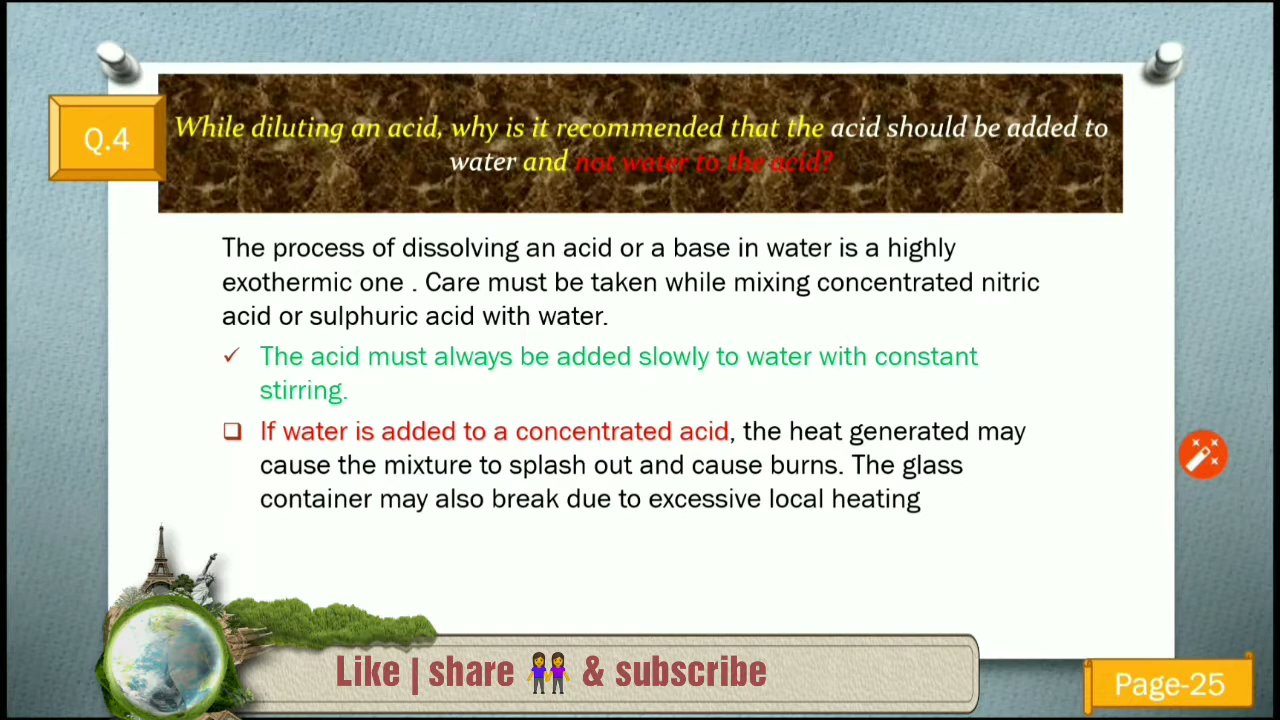 Q.4
While diluting an acid, why is it recommended that the acid should be added to
water and not water to the acid?
The process of dissolving an acid or a base in water is a highly
exothermic one . Care must be taken while mixing concentrated nitric
acid or sulphuric acid with water.
✓ The acid must always be added slowly to water with constant
stirring.
❑ If water is added to a concentrated acid, the heat generated may
cause the mixture to splash out and cause burns. The glass
container may also break due to excessive local heating
Like | share 👭 & subscribe
Page-25